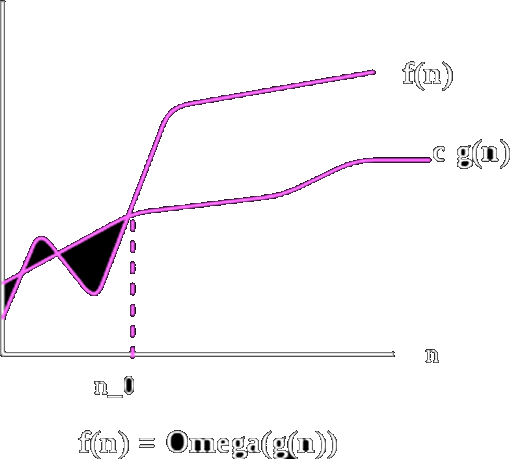 f(n)
c g(n)
n
n_0
f(n) = Omega(g(n))